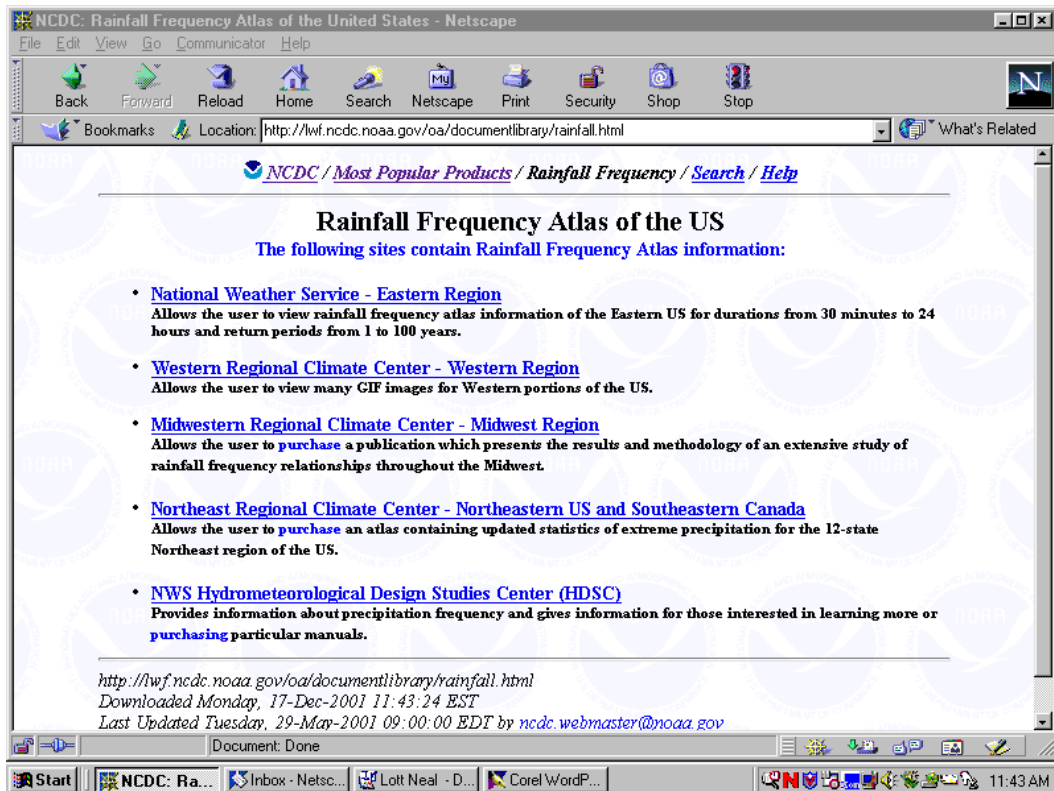 NCDC: Rainfall Frequency Atlas of the United States - Netscape
File Edit View Go Communicator Help
My
N
Back Forward Reload Home Search Netscape Print Security Shop Stop
Bookmarks Location: http://lwf.ncdc.noaa.gov/oa/documentlibrary/rainfall.html What's Related
NCDC / Most Popular Products / Rainfall Frequency / Search / Help
Rainfall Frequency Atlas of the US
The following sites contain Rainfall Frequency Atlas information:
• National Weather Service - Eastern Region
Allows the user to view rainfall frequency atlas information of the Eastern US for durations from 30 minutes to 24
hours and return periods from 1 to 100 years.
• Western Regional Climate Center - Western Region
Allows the user to view many GIF images for Western portions of the US.
• Midwestern Regional Climate Center - Midwest Region
Allows the user to purchase a publication which presents the results and methodology of an extensive study of
rainfall frequency relationships throughout the Midwest.
• Northeast Regional Climate Center - Northeastern US and Southeastern Canada
Allows the user to purchase an atlas containing updated statistics of extreme precipitation for the 12-state
Northeast region of the US.
• NWS Hydrometeorological Design Studies Center (HDSC)
Provides information about precipitation frequency and gives information for those interested in learning more or
purchasing particular manuals.
http://lwf.ncdc.noaa.gov/oa/documentlibrary/rainfall.html
Downloaded Monday, 17-Dec-2001 11:43:24 EST
Last Updated Tuesday, 29-May-2001 09:00:00 EDT by ncdc.webmaster@noaa.gov
Document: Done
Start NCDC: Ra... Inbox - Netsc... Lott Neal - D... Corel WordP... N 11:43 AM